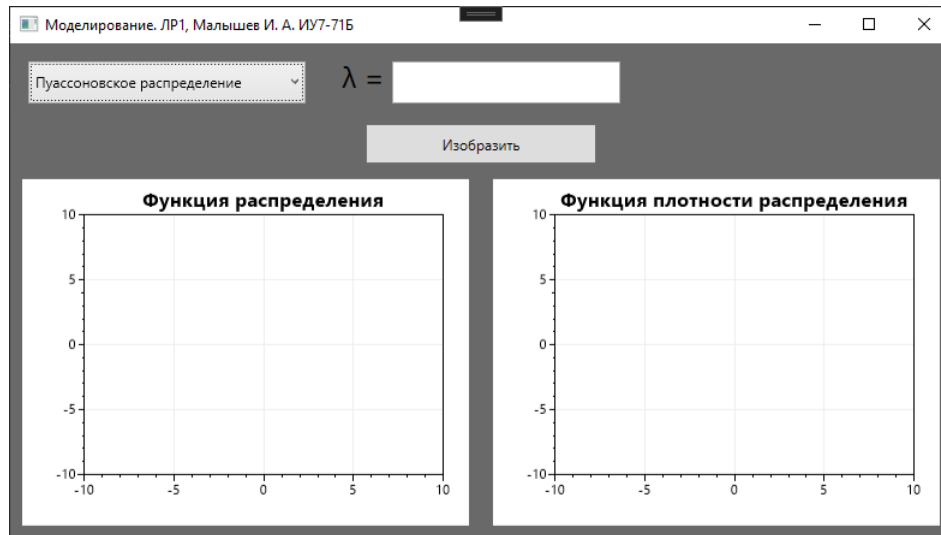 Моделирование. ЛР1, Малышев И. А. ИУ7-71Б
Пуассоновское распределение
λ =
Изобразить
Функция распределения
10
5
0
-5
-10
-10 -5 0 5 10
Функция плотности распределения
10
5
0
-5
-10
-10 -5 0 5 10